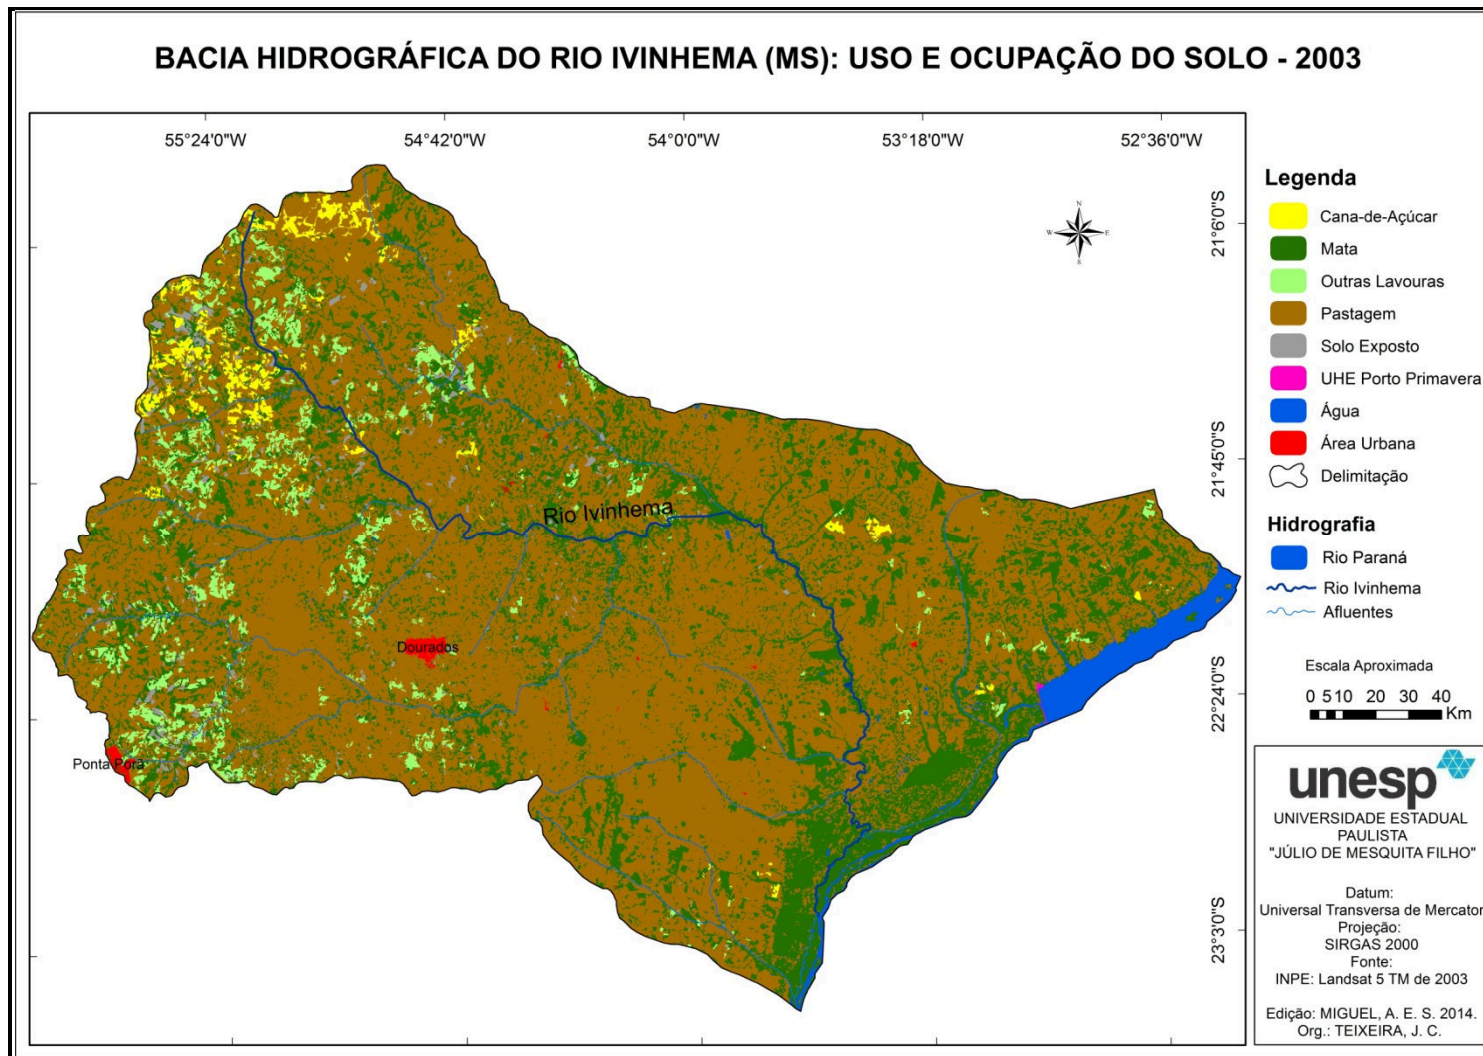 BACIA HIDROGRÁFICA DO RIO IVINHEMA (MS): USO E OCUPAÇÃO DO SOLO - 2003
55°24'0"W
54°42'0"W
54°0'0"W
53°18'0"W
52°36'0"W
21°6'0"S
21°45'0"S
22°24'0"S
23°3'0"S
N
W
E
S
Rio Ivinhema
Dourados
Ponta Porã
Legenda
Cana-de-Açúcar
Mata
Outras Lavouras
Pastagem
Solo Exposto
UHE Porto Primavera
Água
Área Urbana
Delimitação
Hidrografia
Rio Paraná
Rio Ivinhema
Afluentes
Escala Aproximada
0 5 10 20 30 40
Km
unesp
UNIVERSIDADE ESTADUAL
PAULISTA
"JÚLIO DE MESQUITA FILHO"
Datum:
Universal Transversa de Mercator
Projeção:
SIRGAS 2000
Fonte:
INPE: Landsat 5 TM de 2003
Edição: MIGUEL, A. E. S. 2014.
Org.: TEIXEIRA, J. C.